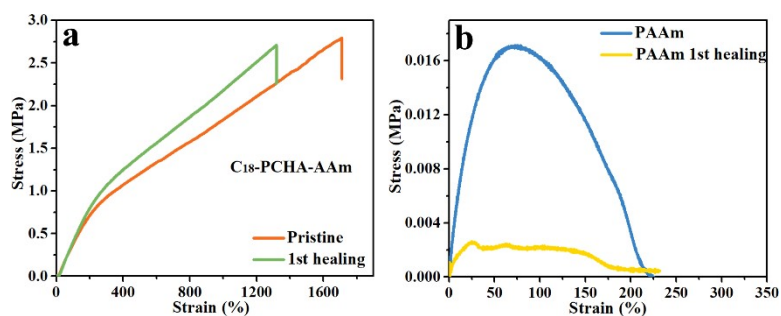 a
3.0
2.5
2.0
1.5
1.0
0.5
0.0
Stress (MPa)
C18-PCHA-AAm
Pristine
1st healing
0 400 800 1200 1600
Strain (%)
b
PAAm
PAAm 1st healing
0.016
0.012
0.008
0.004
0.000
Stress (MPa)
0 50 100 150 200 250 300 350
Strain (%)